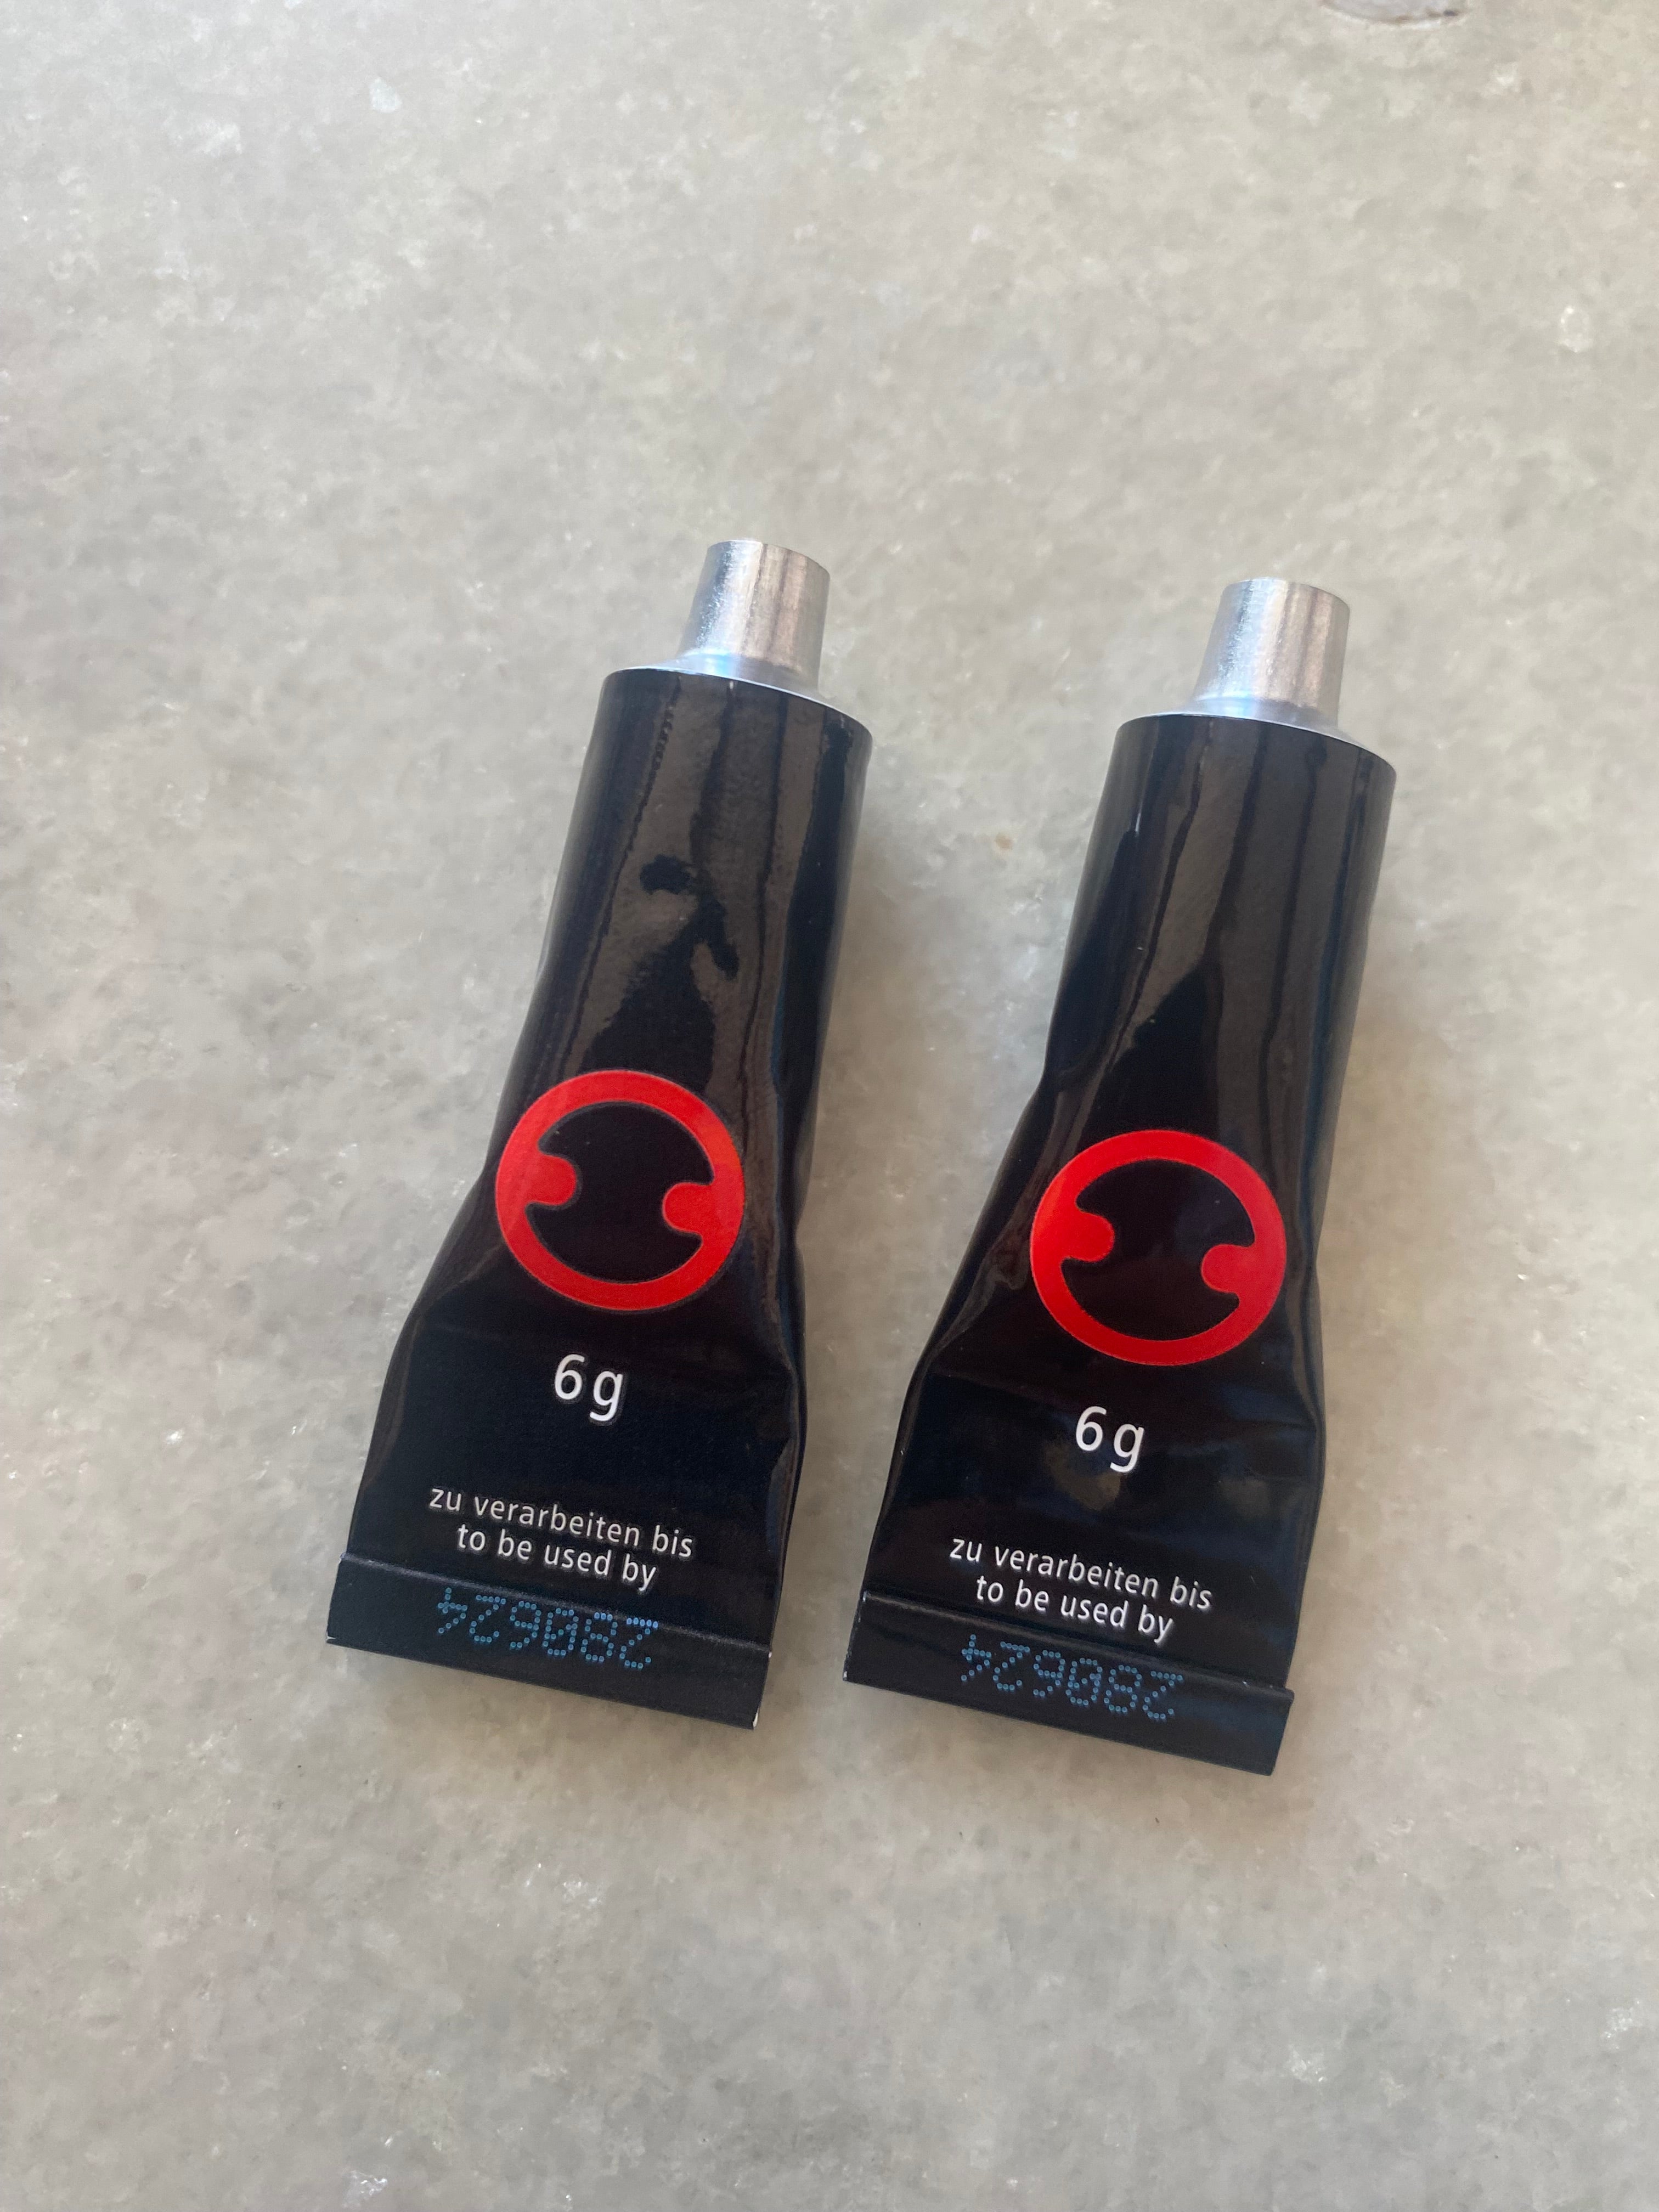 6g
zu verarbeiten bis
to be used by
280624
6g
zu verarbeiten bis
to be used by
280624